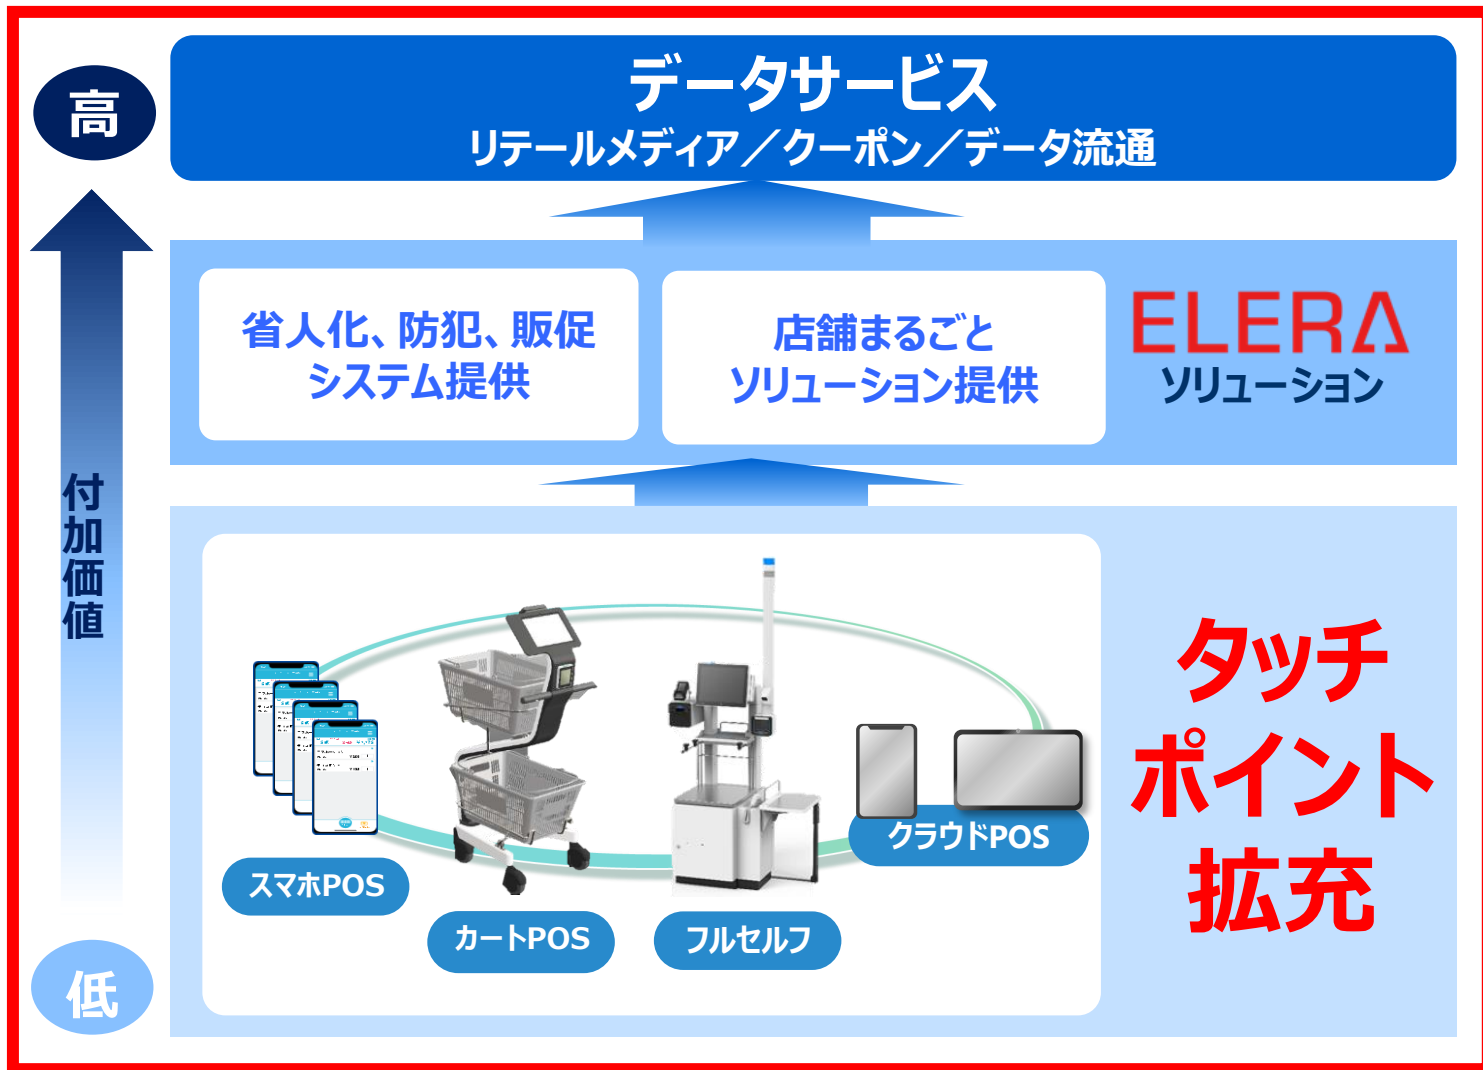 高
データサービス
リテールメディア／クーポン／データ流通
省人化、防犯、販促
システム提供
店舗まるごと
ソリューション提供
ELERA
ソリューション
付加価値
タッチ
ポイント
拡充
スマホPOS
カートPOS
フルセルフ
クラウドPOS
低